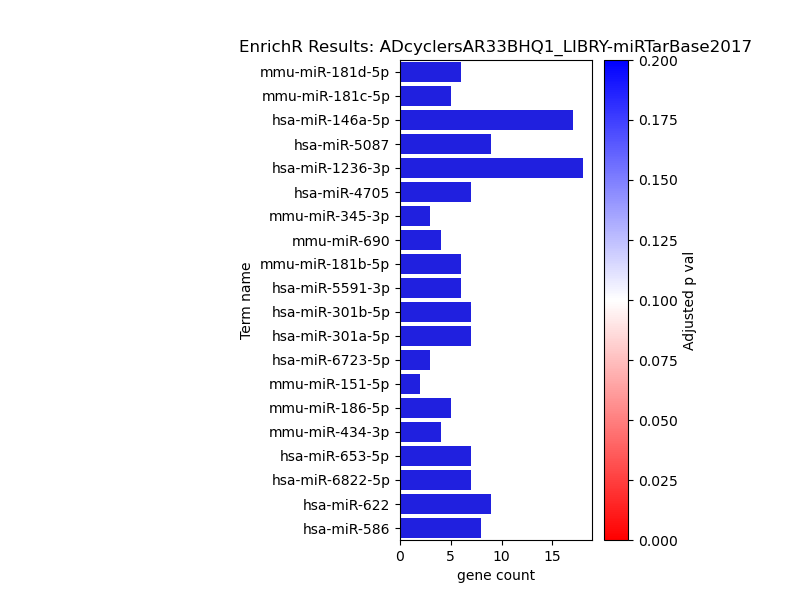 EnrichR Results: ADcyclersAR33BHQ1_LIBRY-miRTarBase2017
mmu-miR-181d-5p
mmu-miR-181c-5p
hsa-miR-146a-5p
hsa-miR-5087
hsa-miR-1236-3p
hsa-miR-4705
mmu-miR-345-3p
mmu-miR-690
mmu-miR-181b-5p
hsa-miR-5591-3p
hsa-miR-301b-5p
hsa-miR-301a-5p
hsa-miR-6723-5p
mmu-miR-151-5p
mmu-miR-186-5p
mmu-miR-434-3p
hsa-miR-653-5p
hsa-miR-6822-5p
hsa-miR-622
hsa-miR-586
Term name
0 5 10 15
gene count
0.200
0.175
0.150
0.125
0.100
0.075
0.050
0.025
0.000
Adjusted p val